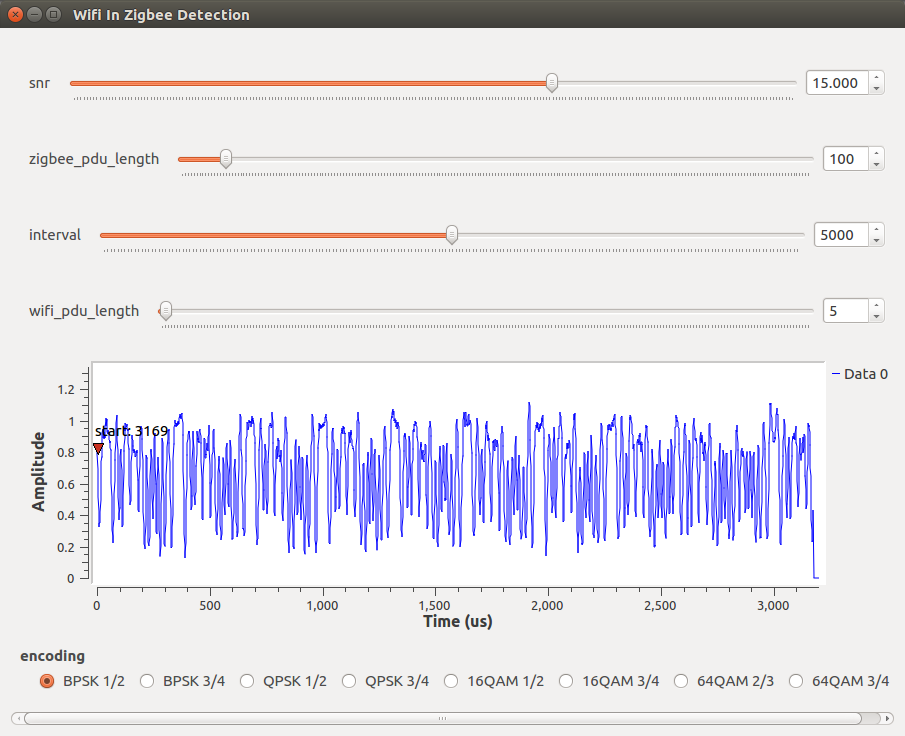 Wifi In Zigbee Detection
snr 15.000
zigbee_pdu_length 100
interval 5000
wifi_pdu_length 5
Data 0
1.2
1
start: 3169
0.8
0.6
0.4
0.2
0
Amplitude
0 500 1,000 1,500 2,000 2,500 3,000
Time (us)
encoding
BPSK 1/2 BPSK 3/4 QPSK 1/2 QPSK 3/4 16QAM 1/2 16QAM 3/4 64QAM 2/3 64QAM 3/4